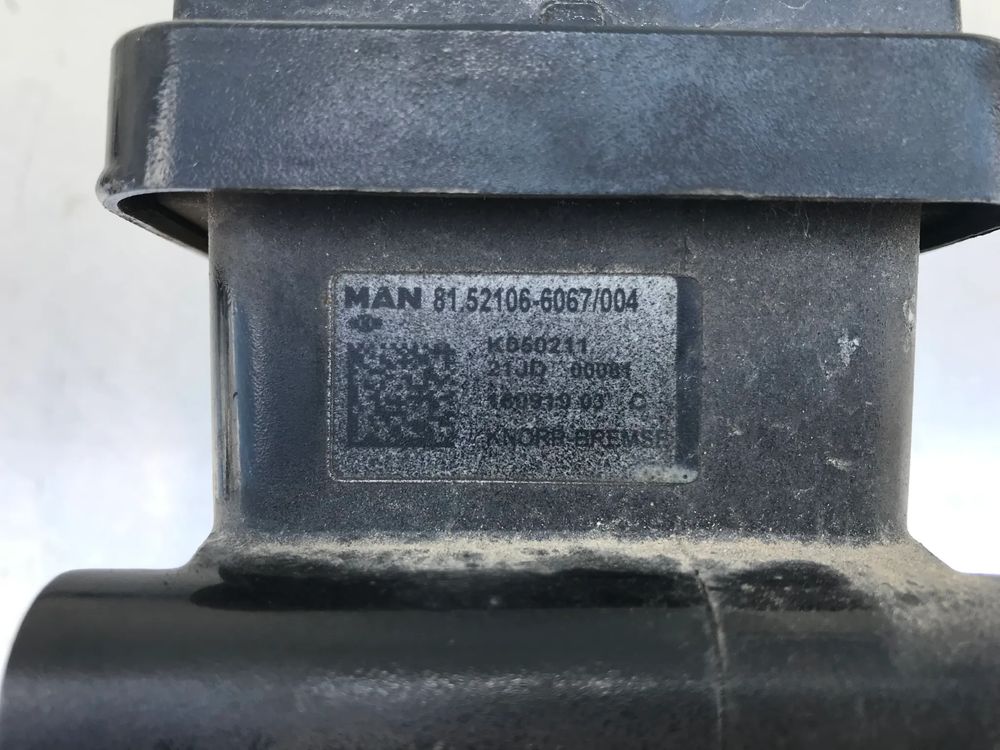 MAN 81.52106-6067/004
K050211
21JD 00081
160919 03 C
KNORR-BREMSE